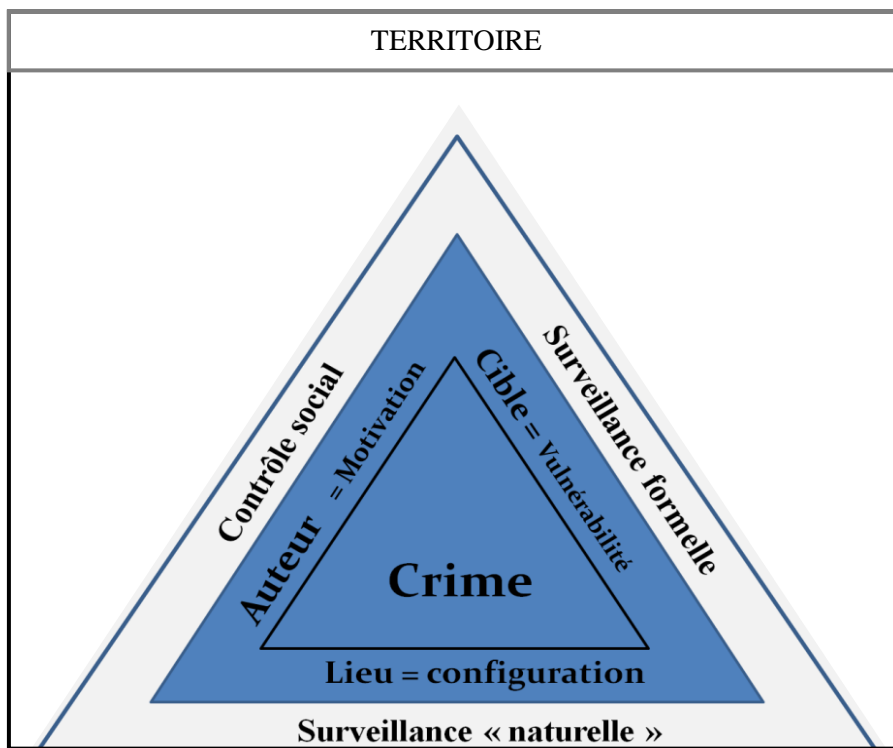 TERRITOIRE
Contrôle social
Surveillance formelle
Auteur = Motivation
Cible = Vulnérabilité
Crime
Lieu = configuration
Surveillance « naturelle »